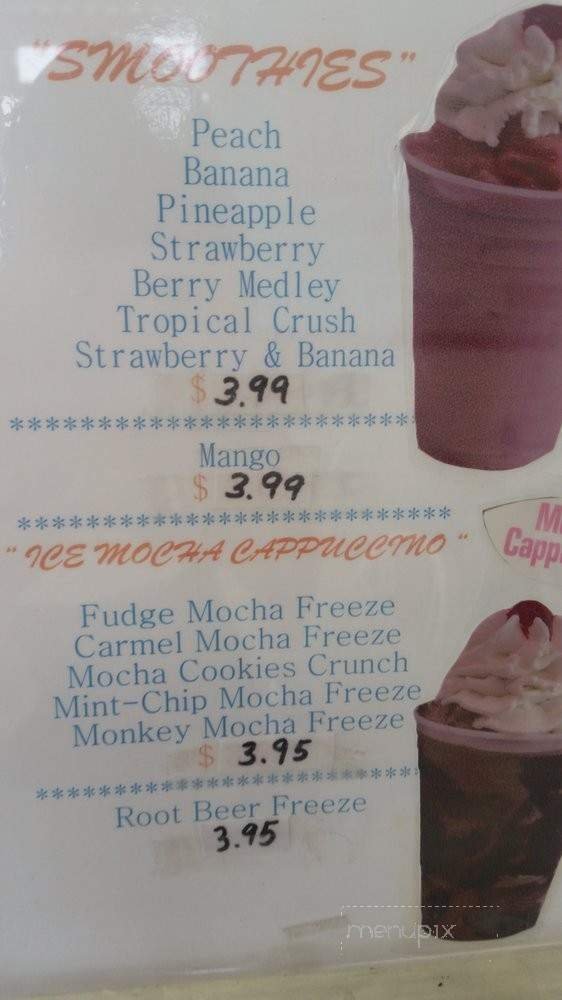 "SMOOTHIES"
Peach
Banana
Pineapple
Strawberry
Berry Medley
Tropical Crush
Strawberry & Banana
$ 3.99
****************************
Mango
$ 3.99
****************************
"ICE MOCHA CAPPUCCINO"
Fudge Mocha Freeze
Carmel Mocha Freeze
Mocha Cookies Crunch
Mint-Chip Mocha Freeze
Monkey Mocha Freeze
$ 3.95
****************************
Root Beer Freeze
3.95
menupix